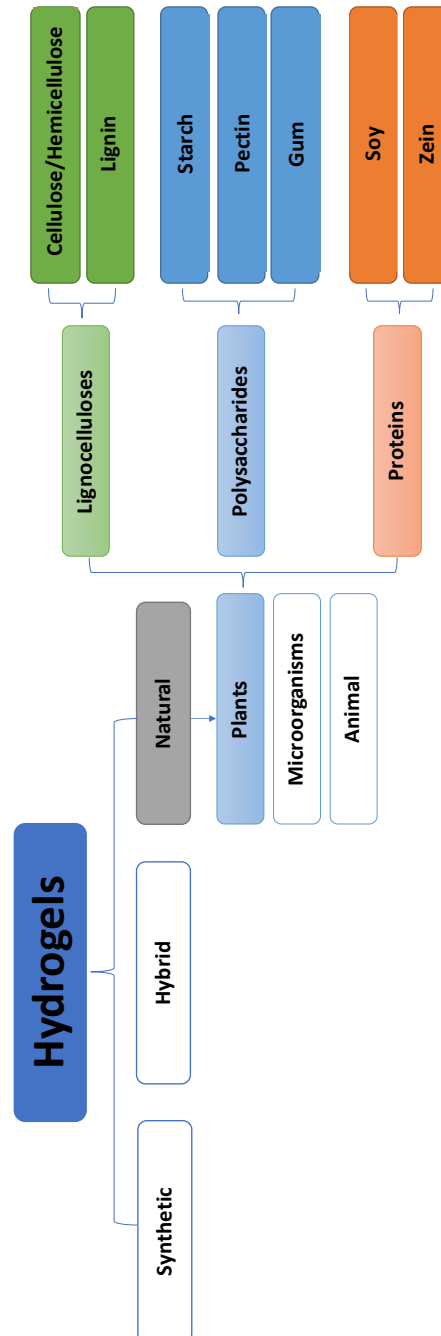 Hydrogels
Synthetic
Hybrid
Natural
Plants
Microorganisms
Animal
Lignocelluloses
Polysaccharides
Proteins
Cellulose/Hemicellulose
Lignin
Starch
Pectin
Gum
Soy
Zein